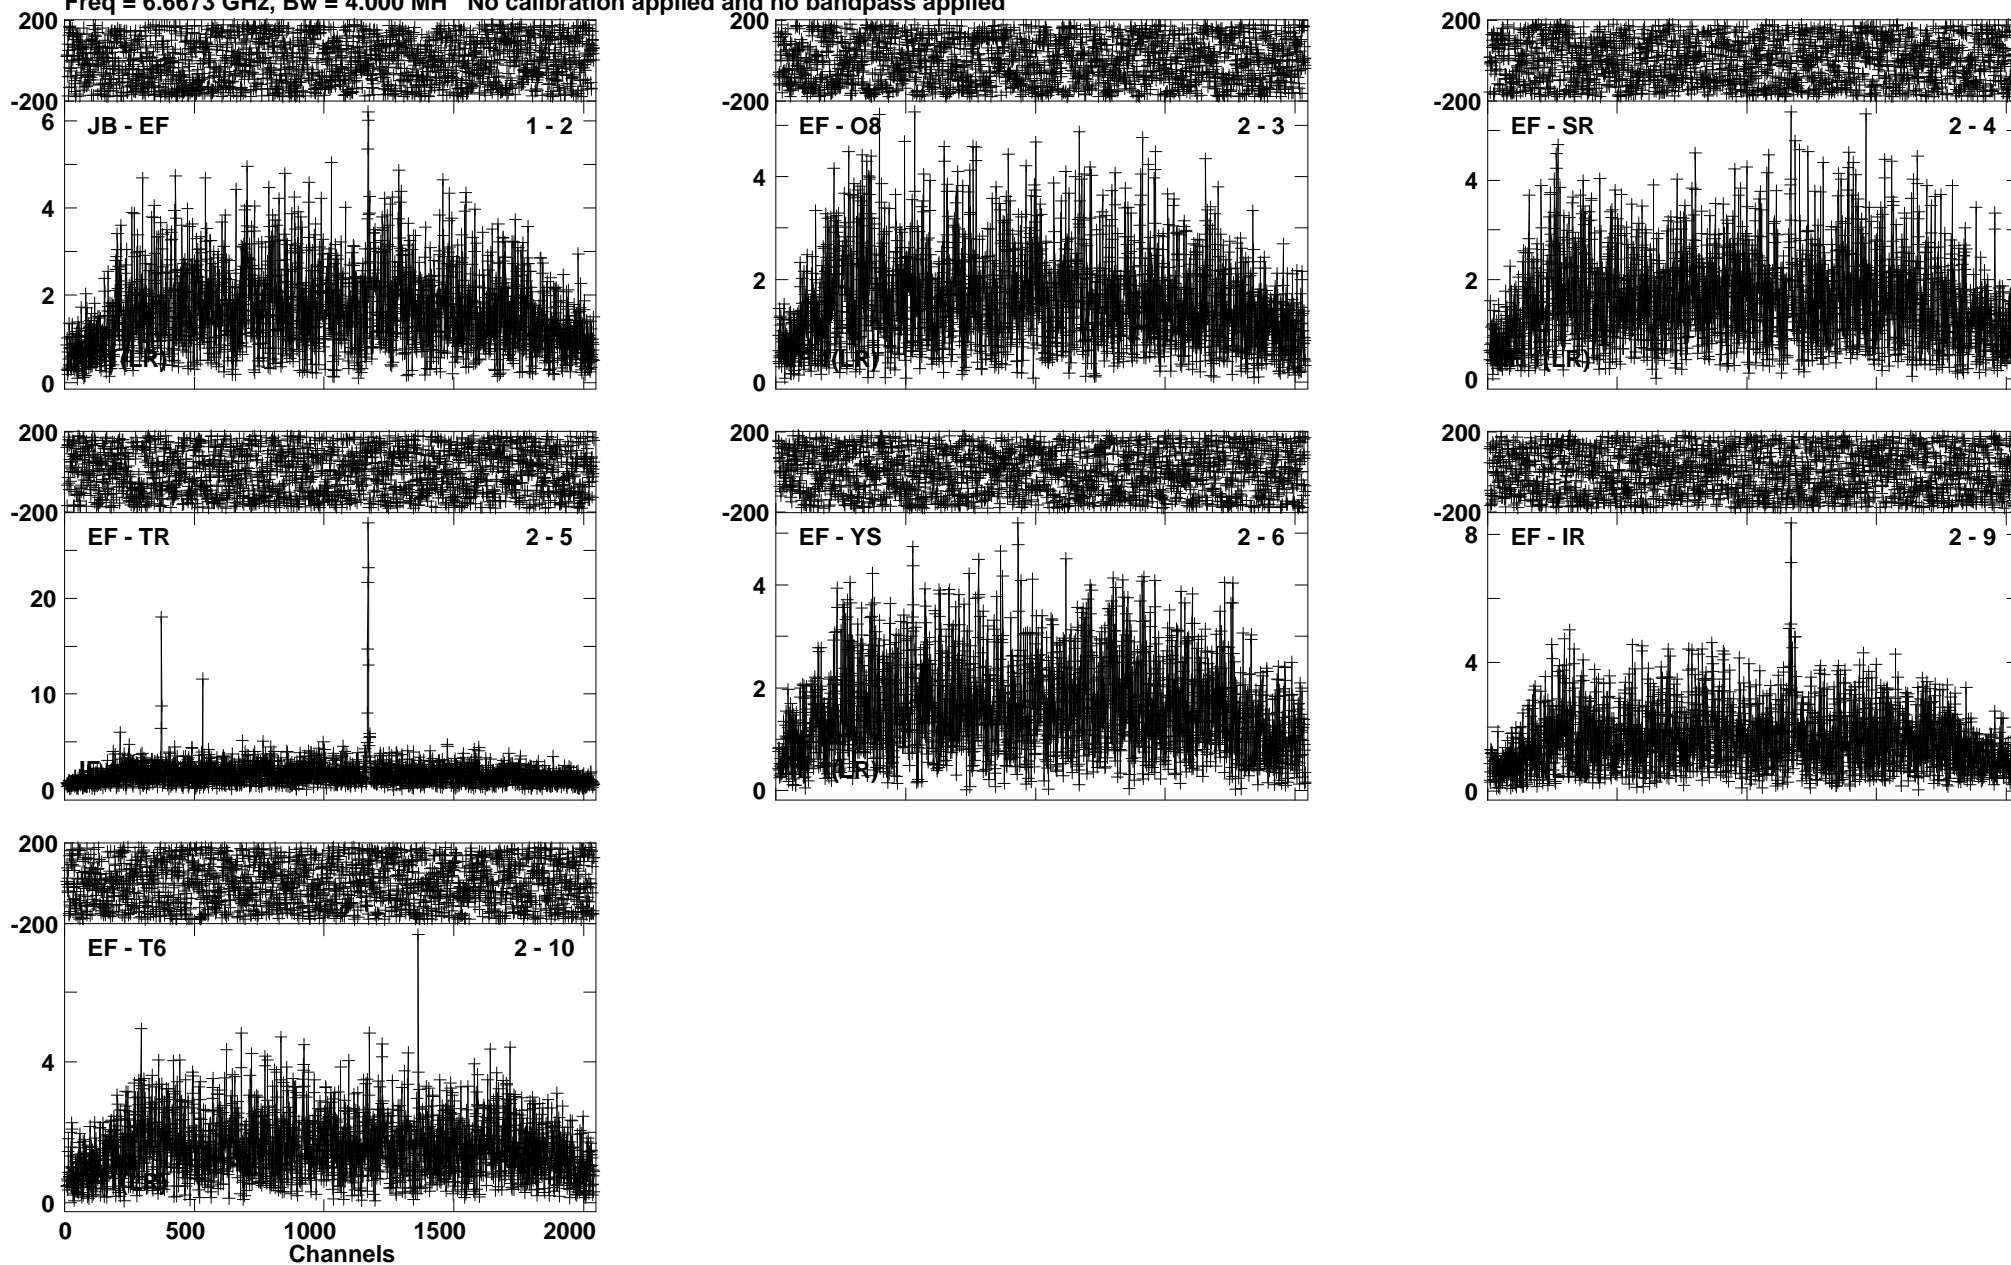 Freq = 6.6673 GHz, Bw = 4.000 MH   No calibration applied and no bandpass applied
200
-200
JB - EF 1 - 2
6
4
2
0
(LR)
200
-200
EF - O8 2 - 3
4
2
0
(LR)
200
-200
EF - SR 2 - 4
4
2
0
(LR)
200
-200
EF - TR 2 - 5
20
10
0
200
-200
EF - YS 2 - 6
4
2
0
(LR)
200
-200
EF - IR 2 - 9
8
4
0
200
-200
EF - T6 2 - 10
4
0
0 500 1000 1500 2000
Channels